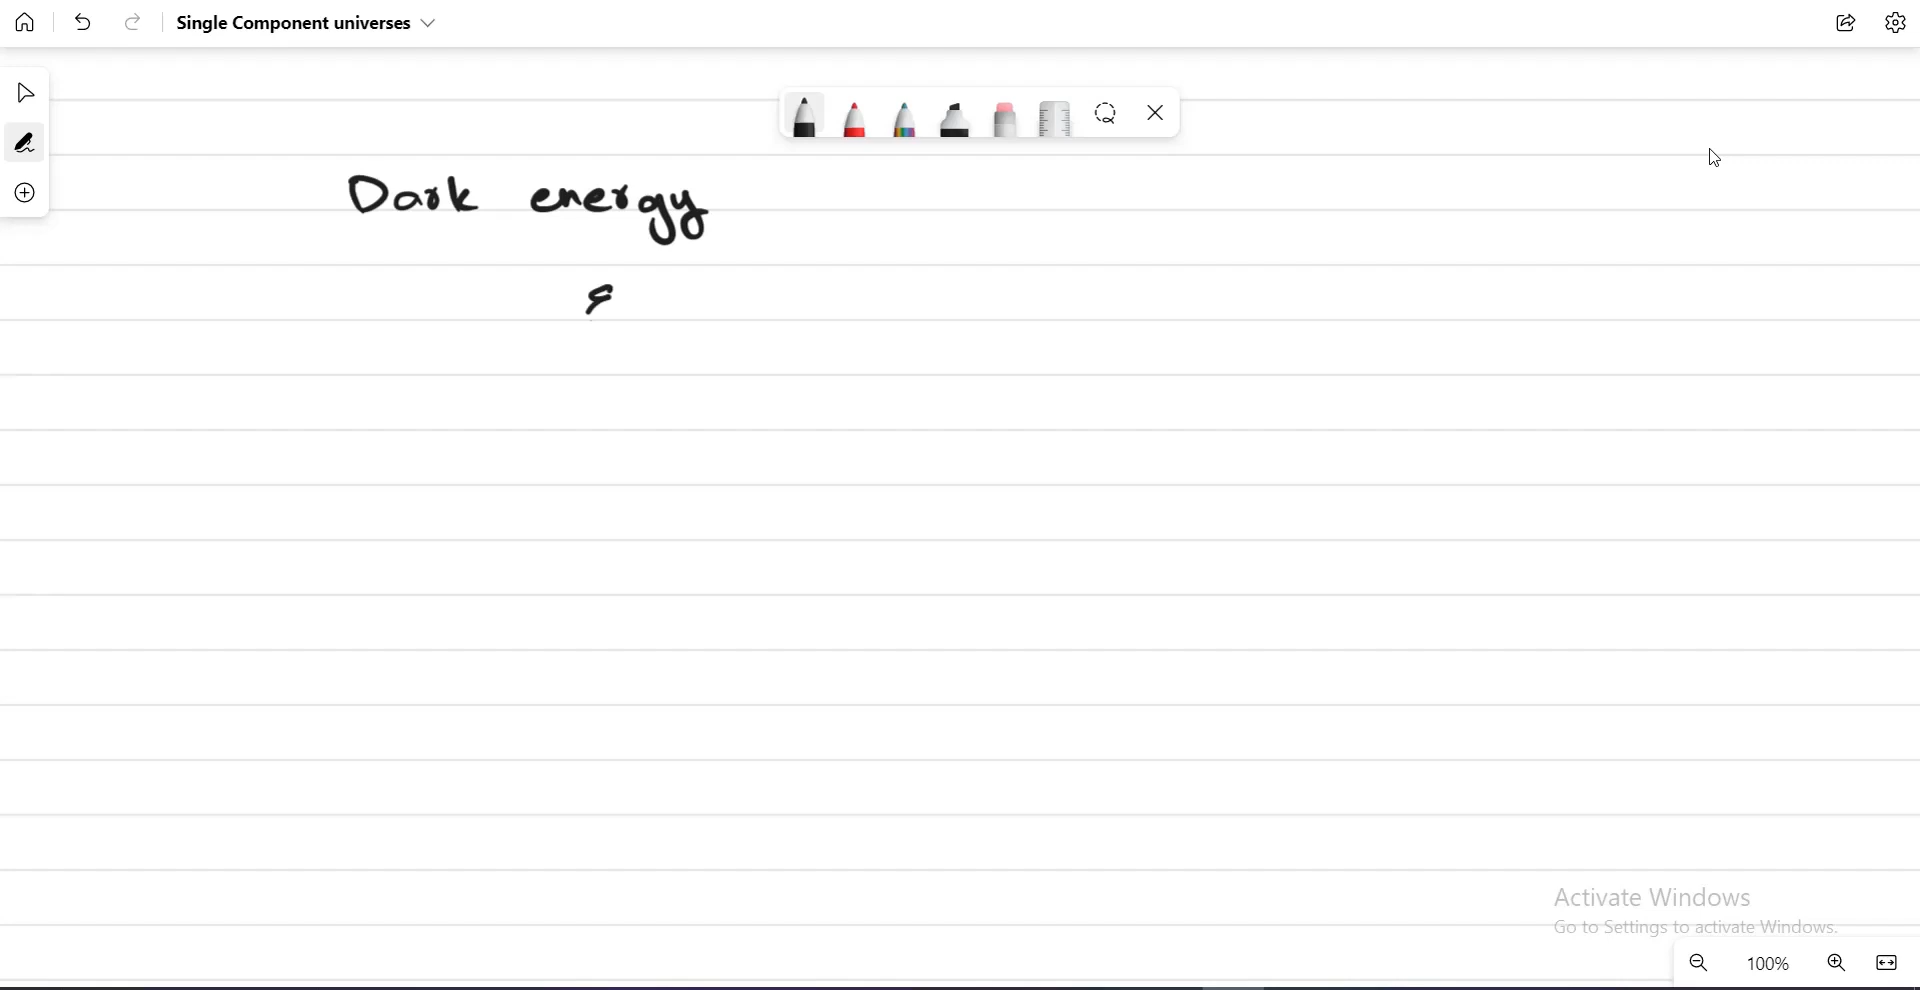 Single Component universes
Dark energy
Activate Windows
Go to Settings to activate Windows.
100%